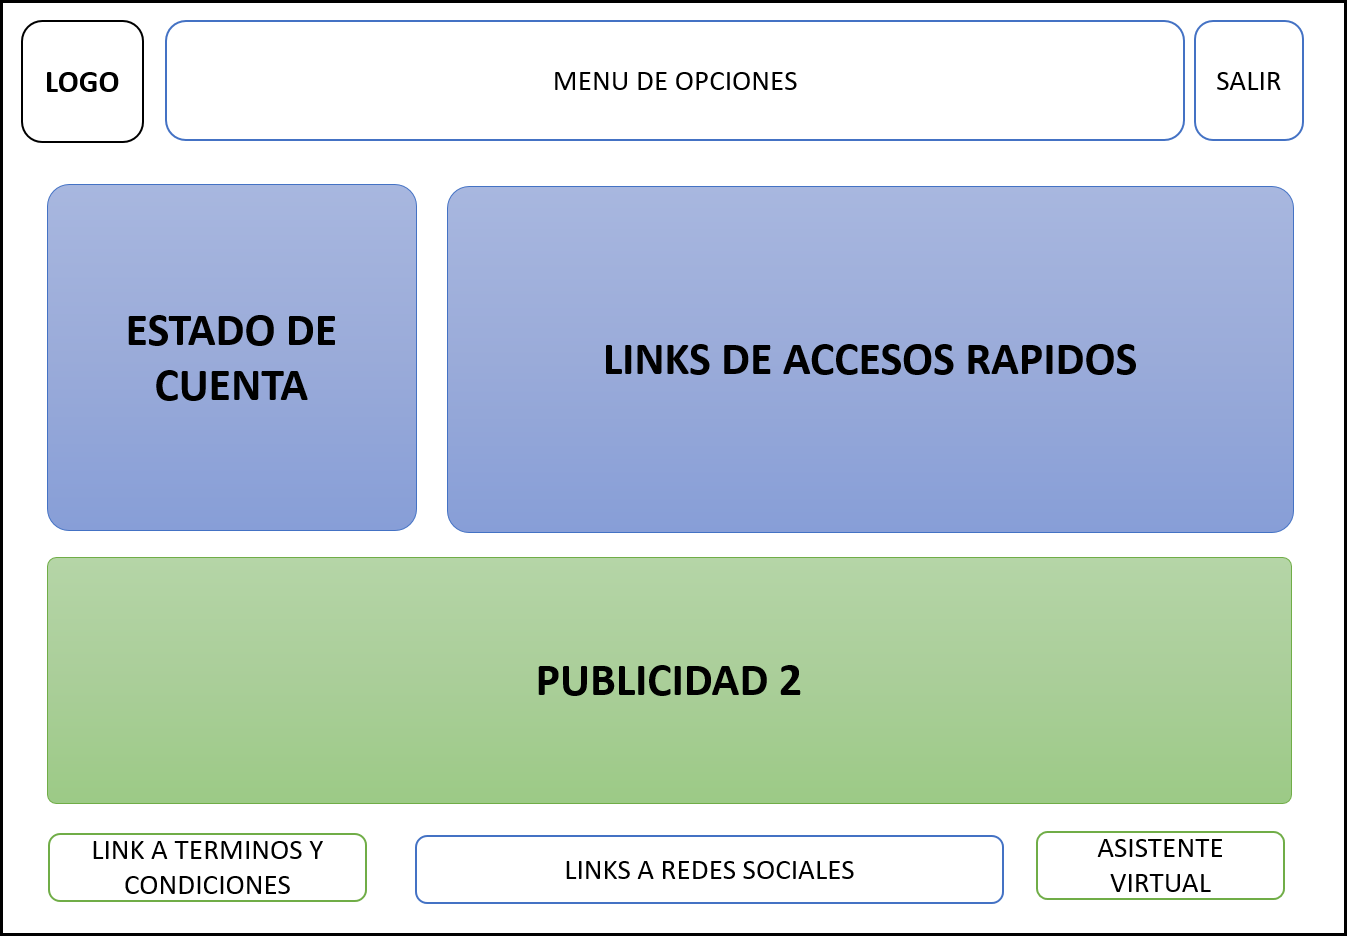 LOGO
MENU DE OPCIONES
SALIR
ESTADO DE
CUENTA
LINKS DE ACCESOS RAPIDOS
PUBLICIDAD 2
LINK A TERMINOS Y
CONDICIONES
LINKS A REDES SOCIALES
ASISTENTE
VIRTUAL